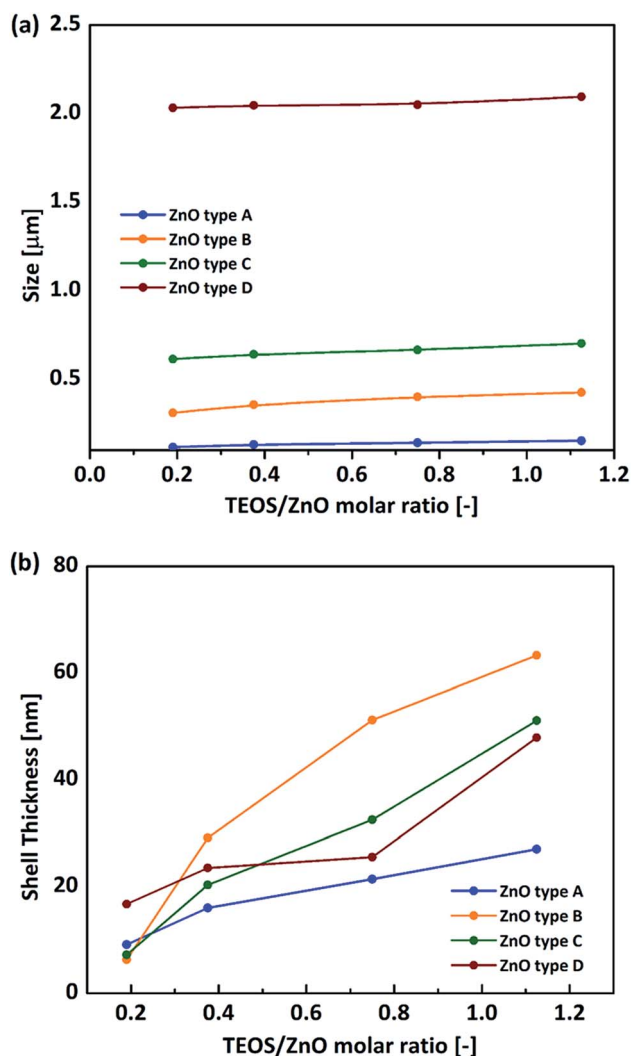 (a)
2.5
2.0
1.5
1.0
0.5
Size [μm]
ZnO type A
ZnO type B
ZnO type C
ZnO type D
0.0 0.2 0.4 0.6 0.8 1.0 1.2
TEOS/ZnO molar ratio [-]
(b)
80
60
40
20
0
Shell Thickness [nm]
ZnO type A
ZnO type B
ZnO type C
ZnO type D
0.2 0.4 0.6 0.8 1.0 1.2
TEOS/ZnO molar ratio [-]